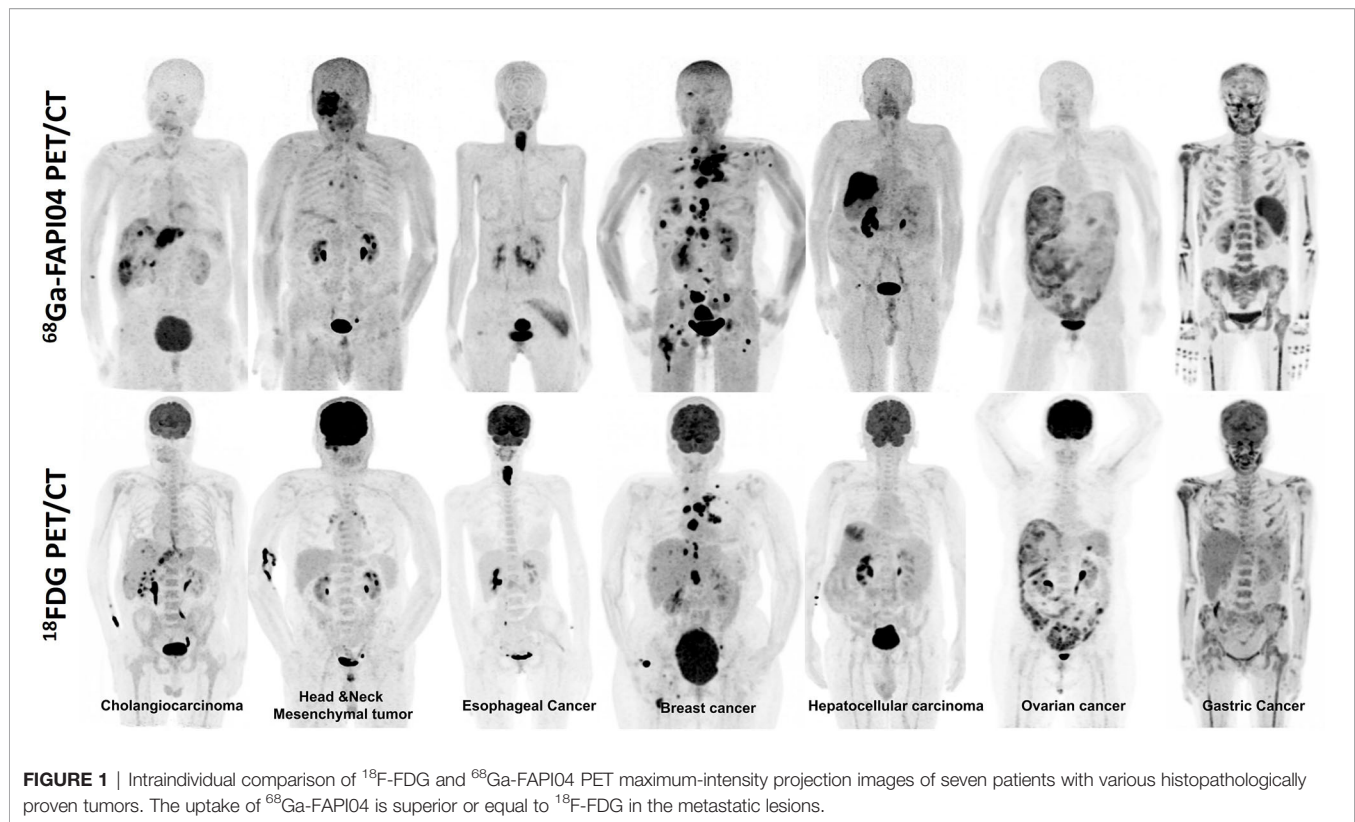 ⁶⁸Ga-FAPI04 PET/CT
¹⁸FDG PET/CT
Cholangiocarcinoma
Head &Neck
Mesenchymal tumor
Esophageal Cancer
Breast cancer
Hepatocellular carcinoma
Ovarian cancer
Gastric Cancer
FIGURE 1 | Intraindividual comparison of ¹⁸F-FDG and ⁶⁸Ga-FAPI04 PET maximum-intensity projection images of seven patients with various histopathologically
proven tumors. The uptake of ⁶⁸Ga-FAPI04 is superior or equal to ¹⁸F-FDG in the metastatic lesions.